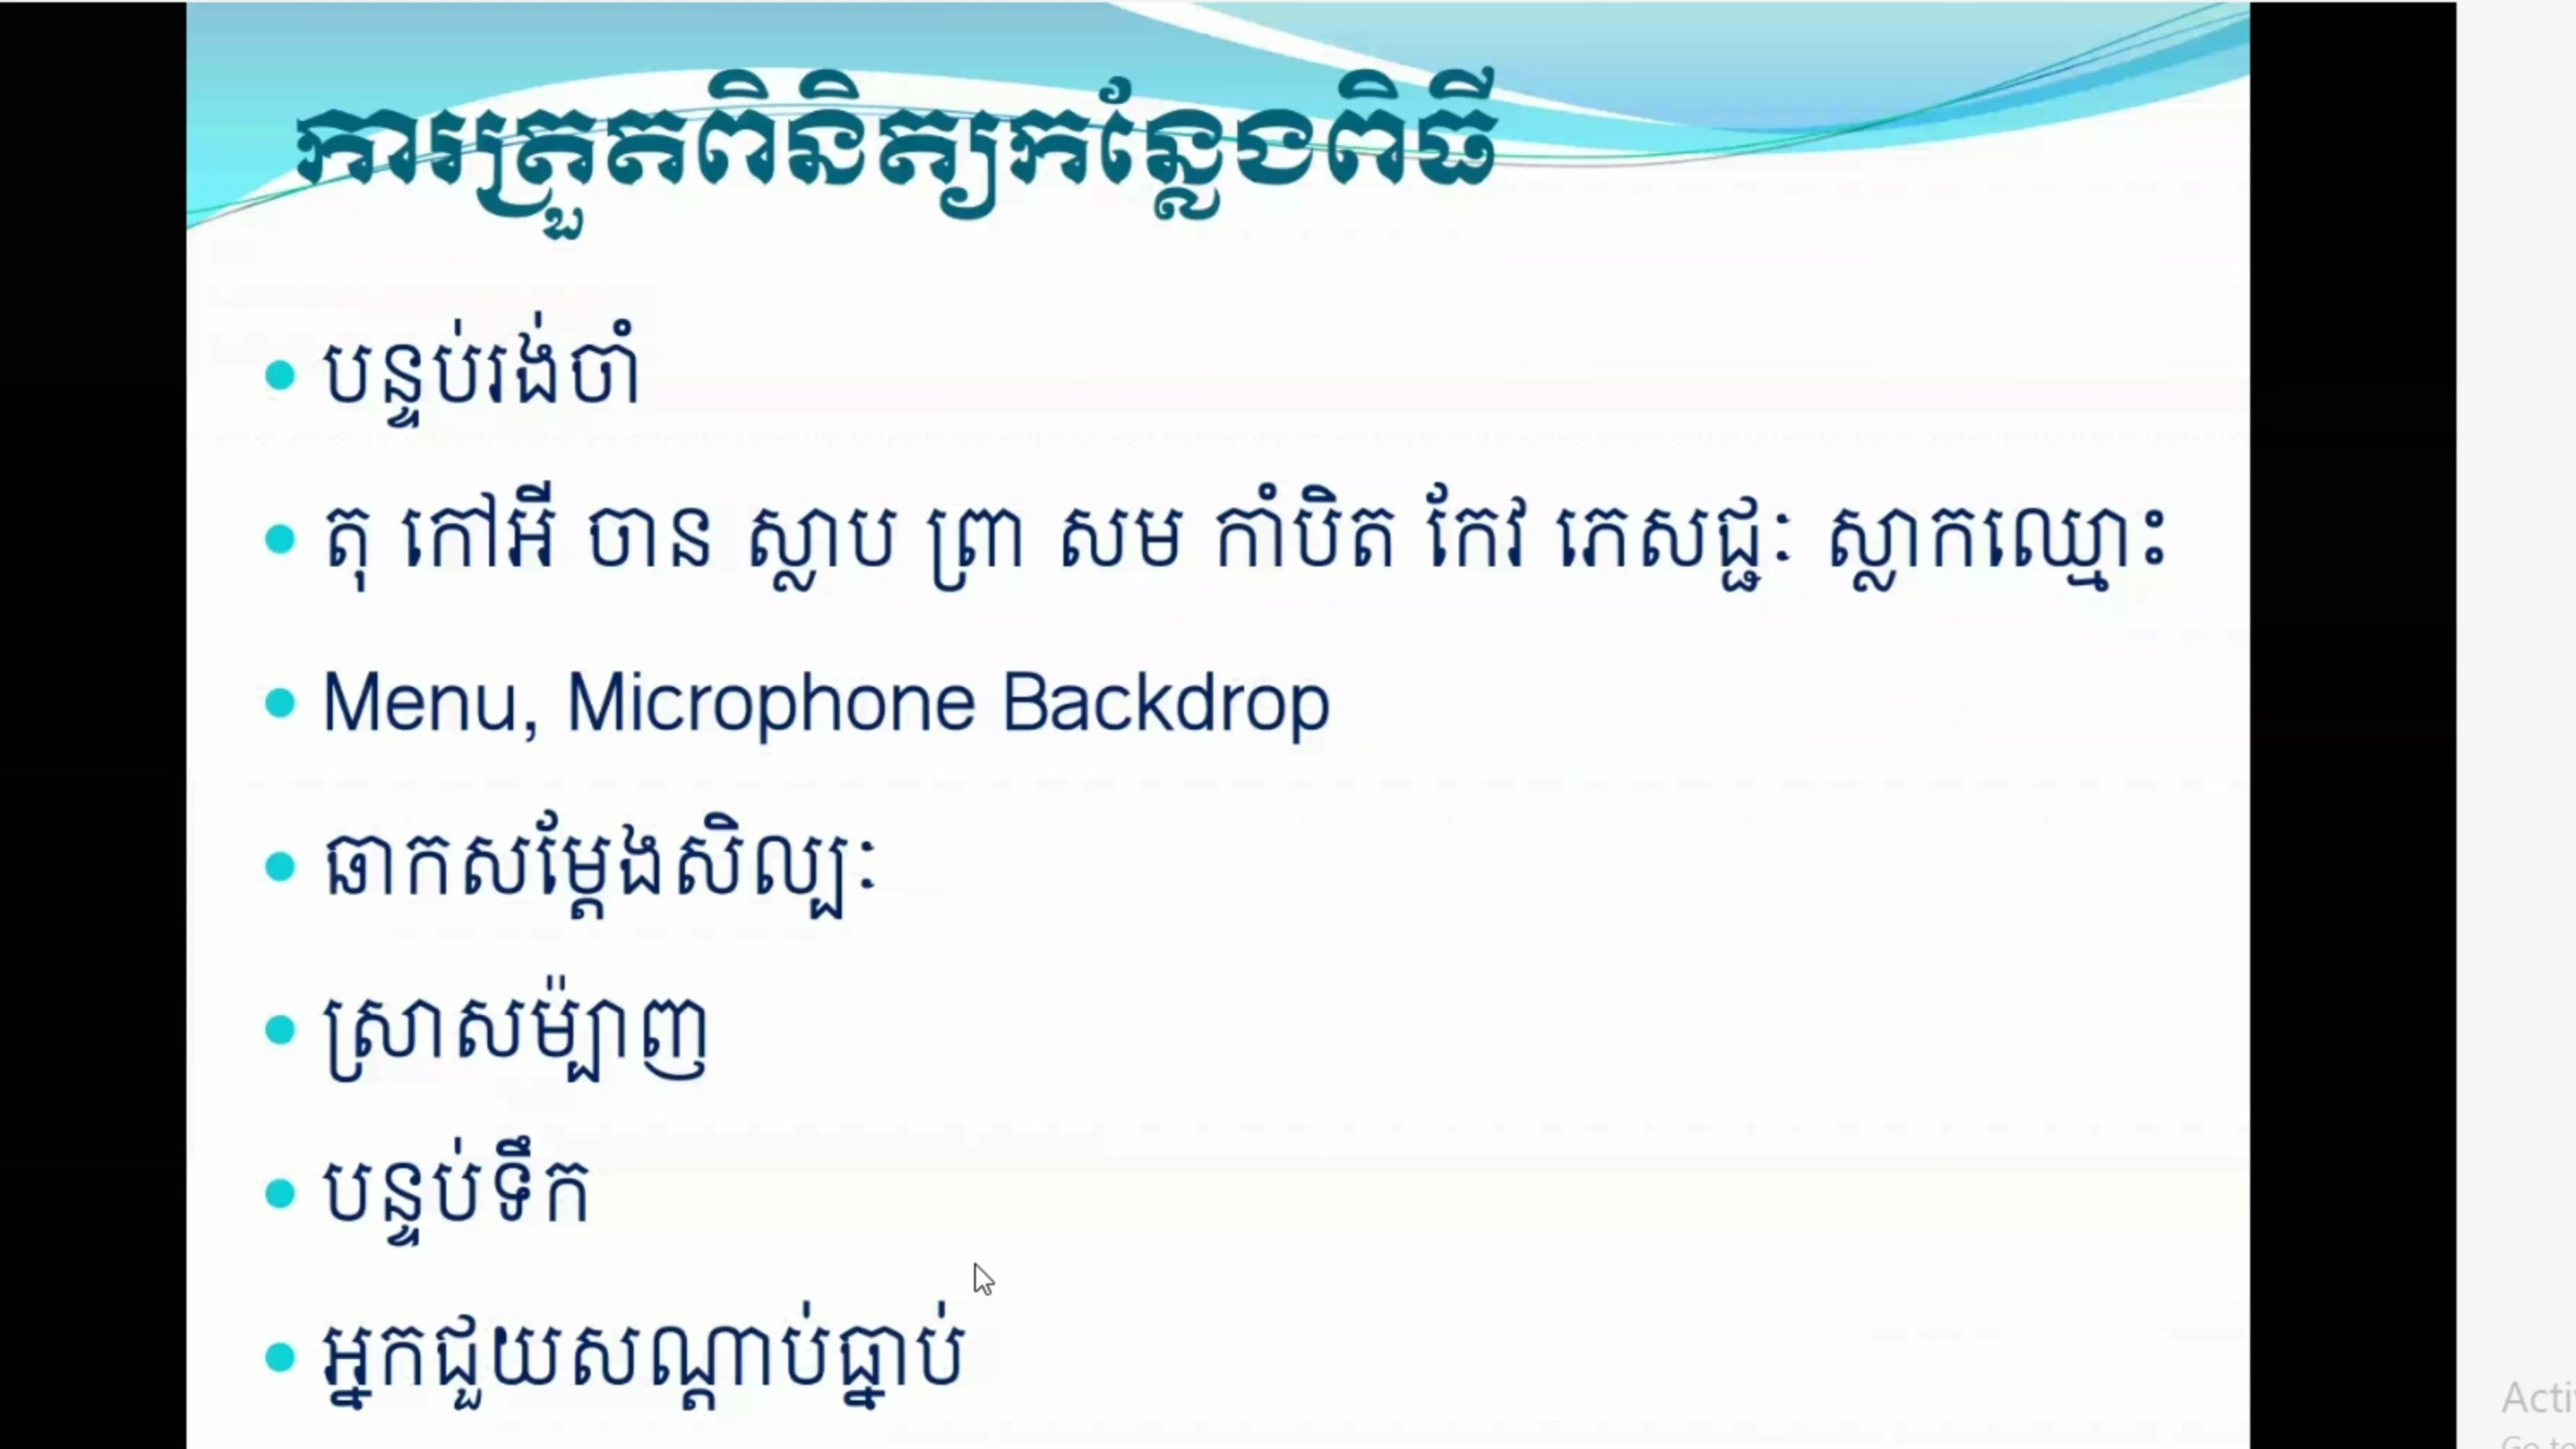 ការត្រួតពិនិត្យកន្លែងពិធី
• បន្ទប់រង់ចាំ
• តុ កៅអី ចាន ស្លាប ព្រា សម កាំបិត កែវ ភេសជ្ជៈ ស្លាកឈ្មោះ
• Menu, Microphone Backdrop
• ឆាកសម្តែងសិល្បៈ
• ស្រាសម៉្បាញ
• បន្ទប់ទឹក
• អ្នកជួយសណ្តាប់ធ្នាប់